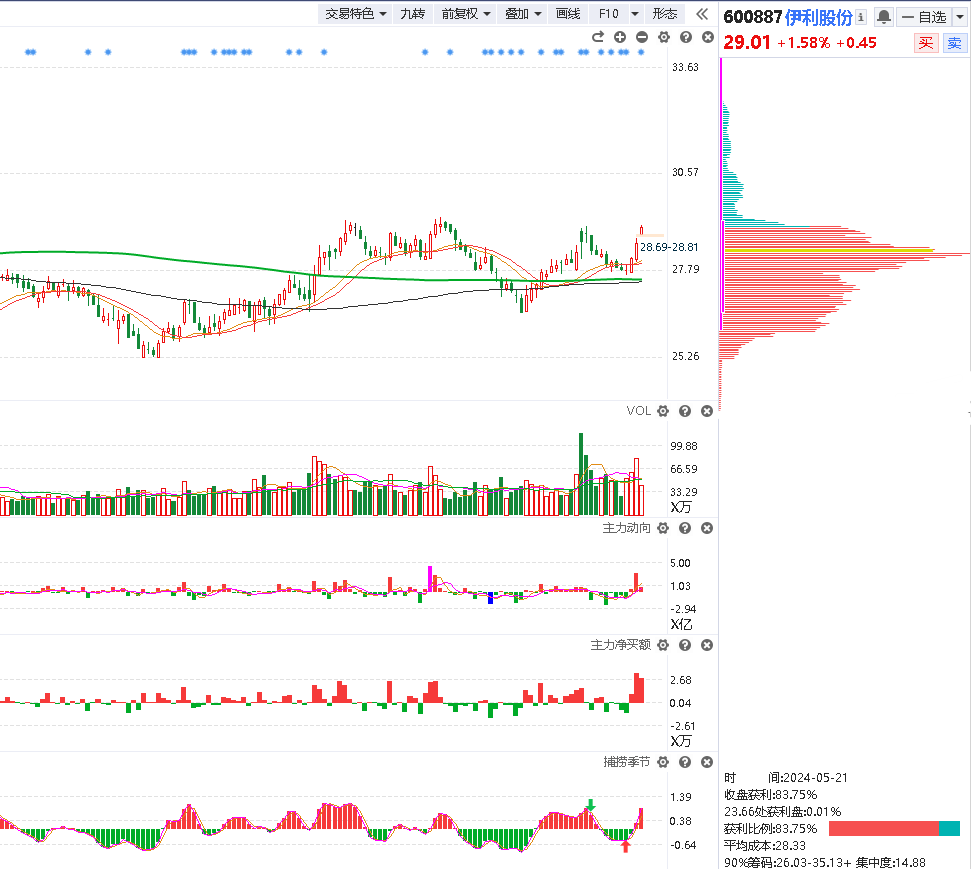 交易特色 九转 前复权 叠加 画线 F10 形态
600887 伊利股份 自选
29.01 +1.58% +0.45 买 卖
33.63
30.57
28.69-28.81
27.79
25.26
VOL
99.88
66.59
33.29
X万
主力动向
5.00
1.03
-2.94
X亿
主力净买额
2.68
0.04
-2.61
X万
捕捞季节
1.39
0.38
-0.64
时 间:2024-05-21
收盘获利:83.75%
23.66处获利盘:0.01%
获利比例:83.75%
平均成本:28.33
90%筹码:26.03-35.13+ 集中度:14.88